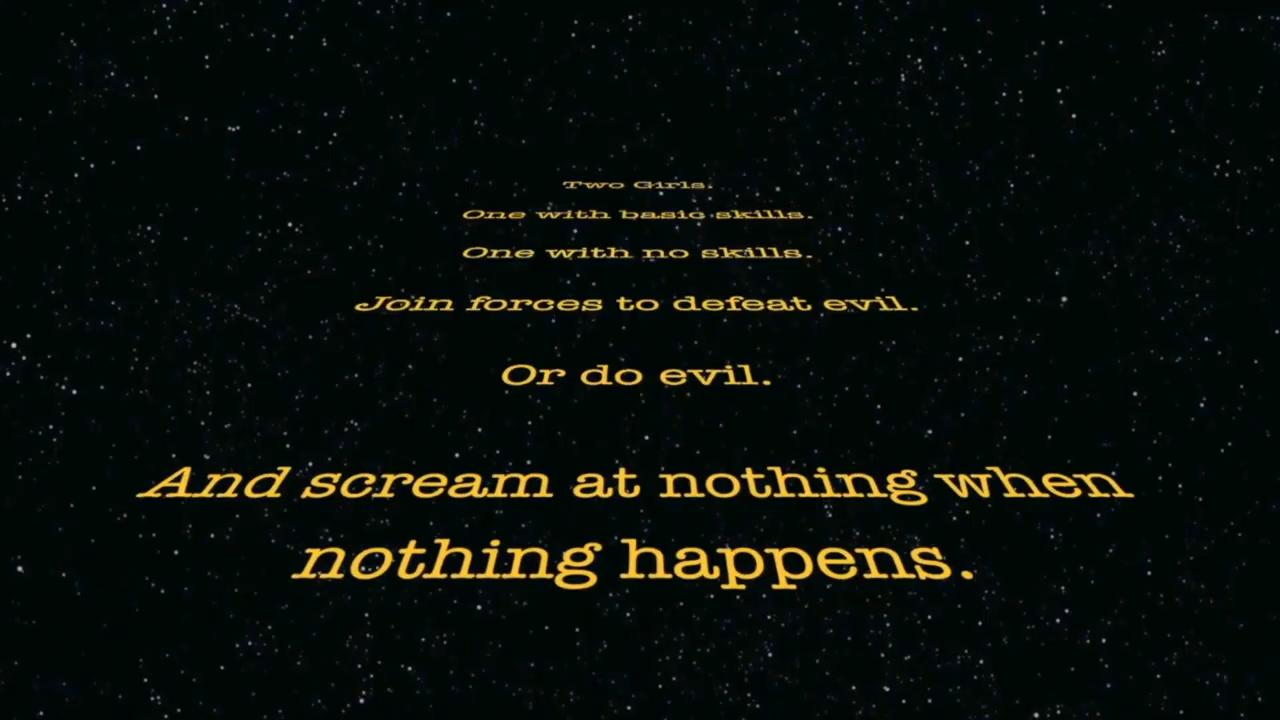 Two Girls.
One with basic skills.
One with no skills.
Join forces to defeat evil.
Or do evil.
And scream at nothing when
nothing happens.